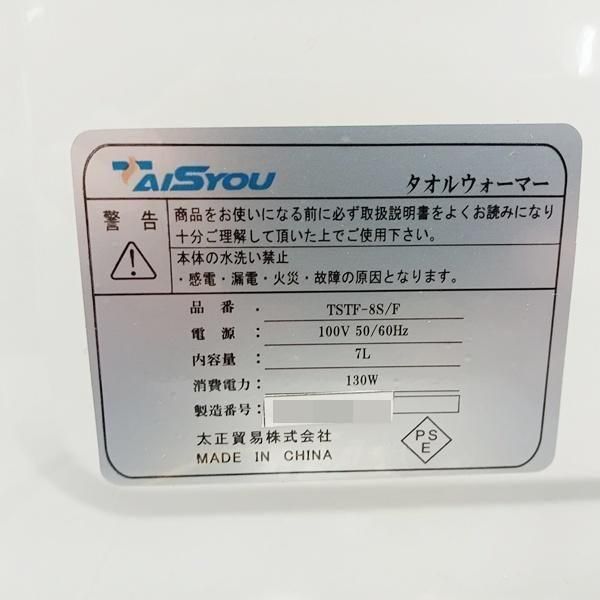 TAISYOU
タオルウォーマー
警告
商品をお使いになる前に必ず取扱説明書をよくお読みになり
十分ご理解して頂いた上でご使用下さい。
本体の水洗い禁止
・感電・漏電・火災・故障の原因となります。
品番: TSTF-8S/F
電源: 100V 50/60Hz
内容量: 7L
消費電力: 130W
製造番号:
太正貿易株式会社
MADE IN CHINA
PS
E